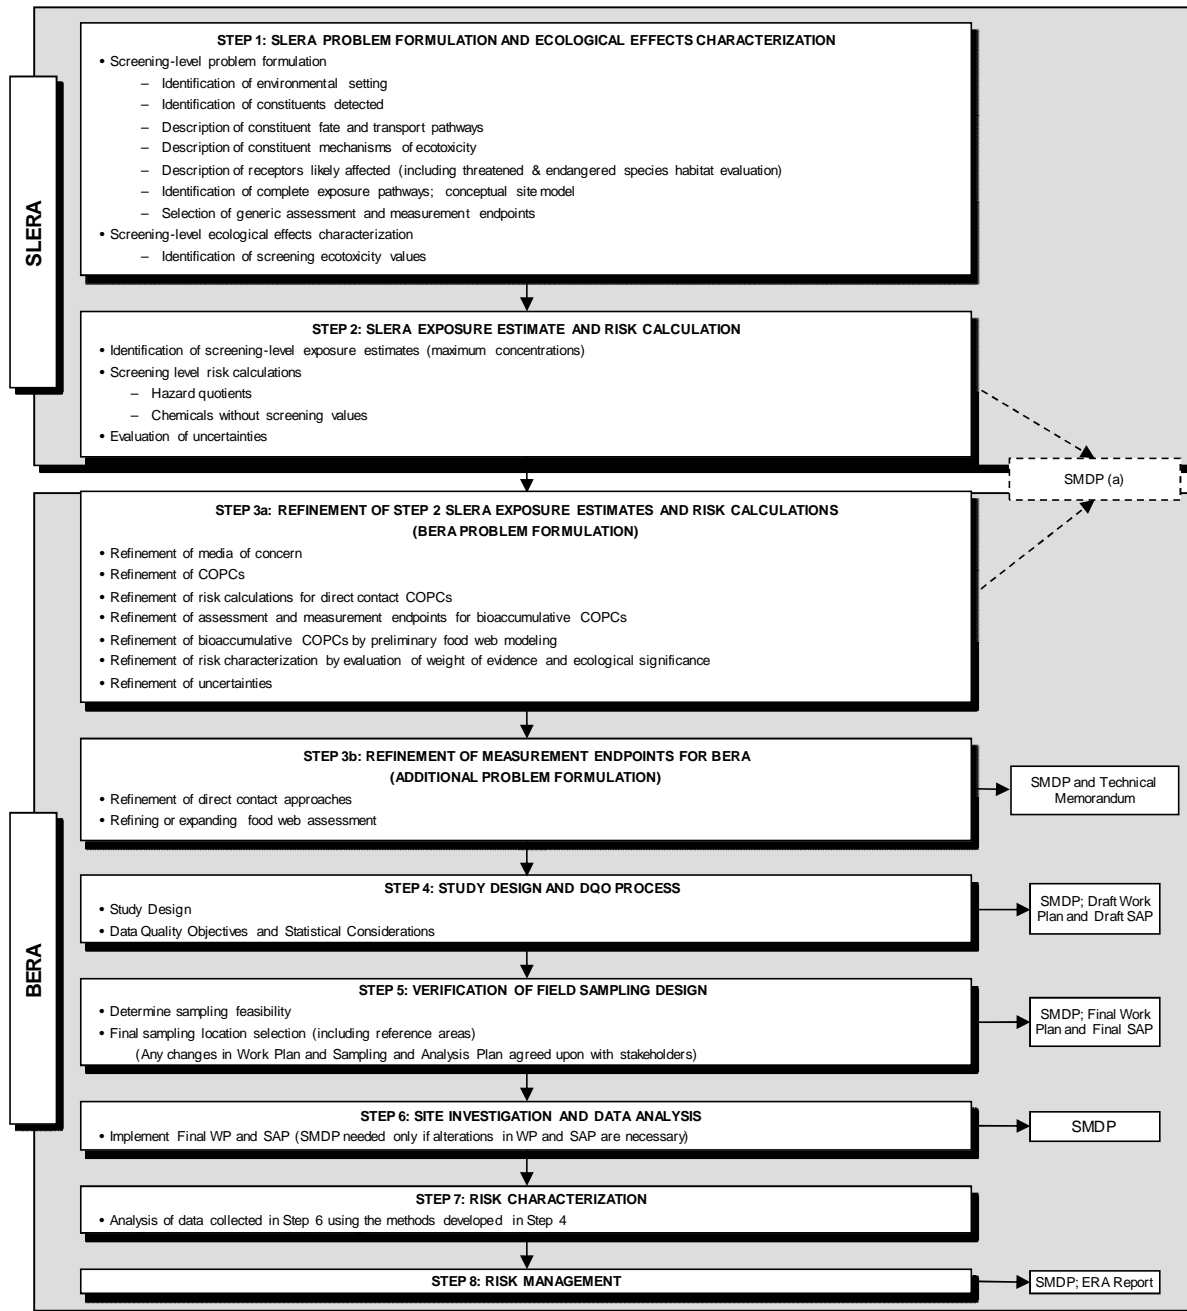 SLERA
STEP 1: SLERA PROBLEM FORMULATION AND ECOLOGICAL EFFECTS CHARACTERIZATION
• Screening-level problem formulation
– Identification of environmental setting
– Identification of constituents detected
– Description of constituent fate and transport pathways
– Description of constituent mechanisms of ecotoxicity
– Description of receptors likely affected (including threatened & endangered species habitat evaluation)
– Identification of complete exposure pathways; conceptual site model
– Selection of generic assessment and measurement endpoints
• Screening-level ecological effects characterization
– Identification of screening ecotoxicity values
STEP 2: SLERA EXPOSURE ESTIMATE AND RISK CALCULATION
• Identification of screening-level exposure estimates (maximum concentrations)
• Screening level risk calculations
– Hazard quotients
– Chemicals without screening values
• Evaluation of uncertainties
SMDP (a)
BERA
STEP 3a: REFINEMENT OF STEP 2 SLERA EXPOSURE ESTIMATES AND RISK CALCULATIONS
(BERA PROBLEM FORMULATION)
• Refinement of media of concern
• Refinement of COPCs
• Refinement of risk calculations for direct contact COPCs
• Refinement of assessment and measurement endpoints for bioaccumulative COPCs
• Refinement of bioaccumulative COPCs by preliminary food web modeling
• Refinement of risk characterization by evaluation of weight of evidence and ecological significance
• Refinement of uncertainties
STEP 3b: REFINEMENT OF MEASUREMENT ENDPOINTS FOR BERA
(ADDITIONAL PROBLEM FORMULATION)
• Refinement of direct contact approaches
• Refining or expanding food web assessment
SMDP and Technical
Memorandum
STEP 4: STUDY DESIGN AND DQO PROCESS
• Study Design
• Data Quality Objectives and Statistical Considerations
SMDP; Draft Work
Plan and Draft SAP
STEP 5: VERIFICATION OF FIELD SAMPLING DESIGN
• Determine sampling feasibility
• Final sampling location selection (including reference areas)
(Any changes in Work Plan and Sampling and Analysis Plan agreed upon with stakeholders)
SMDP; Final Work
Plan and Final SAP
STEP 6: SITE INVESTIGATION AND DATA ANALYSIS
• Implement Final WP and SAP (SMDP needed only if alterations in WP and SAP are necessary)
SMDP
STEP 7: RISK CHARACTERIZATION
• Analysis of data collected in Step 6 using the methods developed in Step 4
STEP 8: RISK MANAGEMENT
SMDP; ERA Report